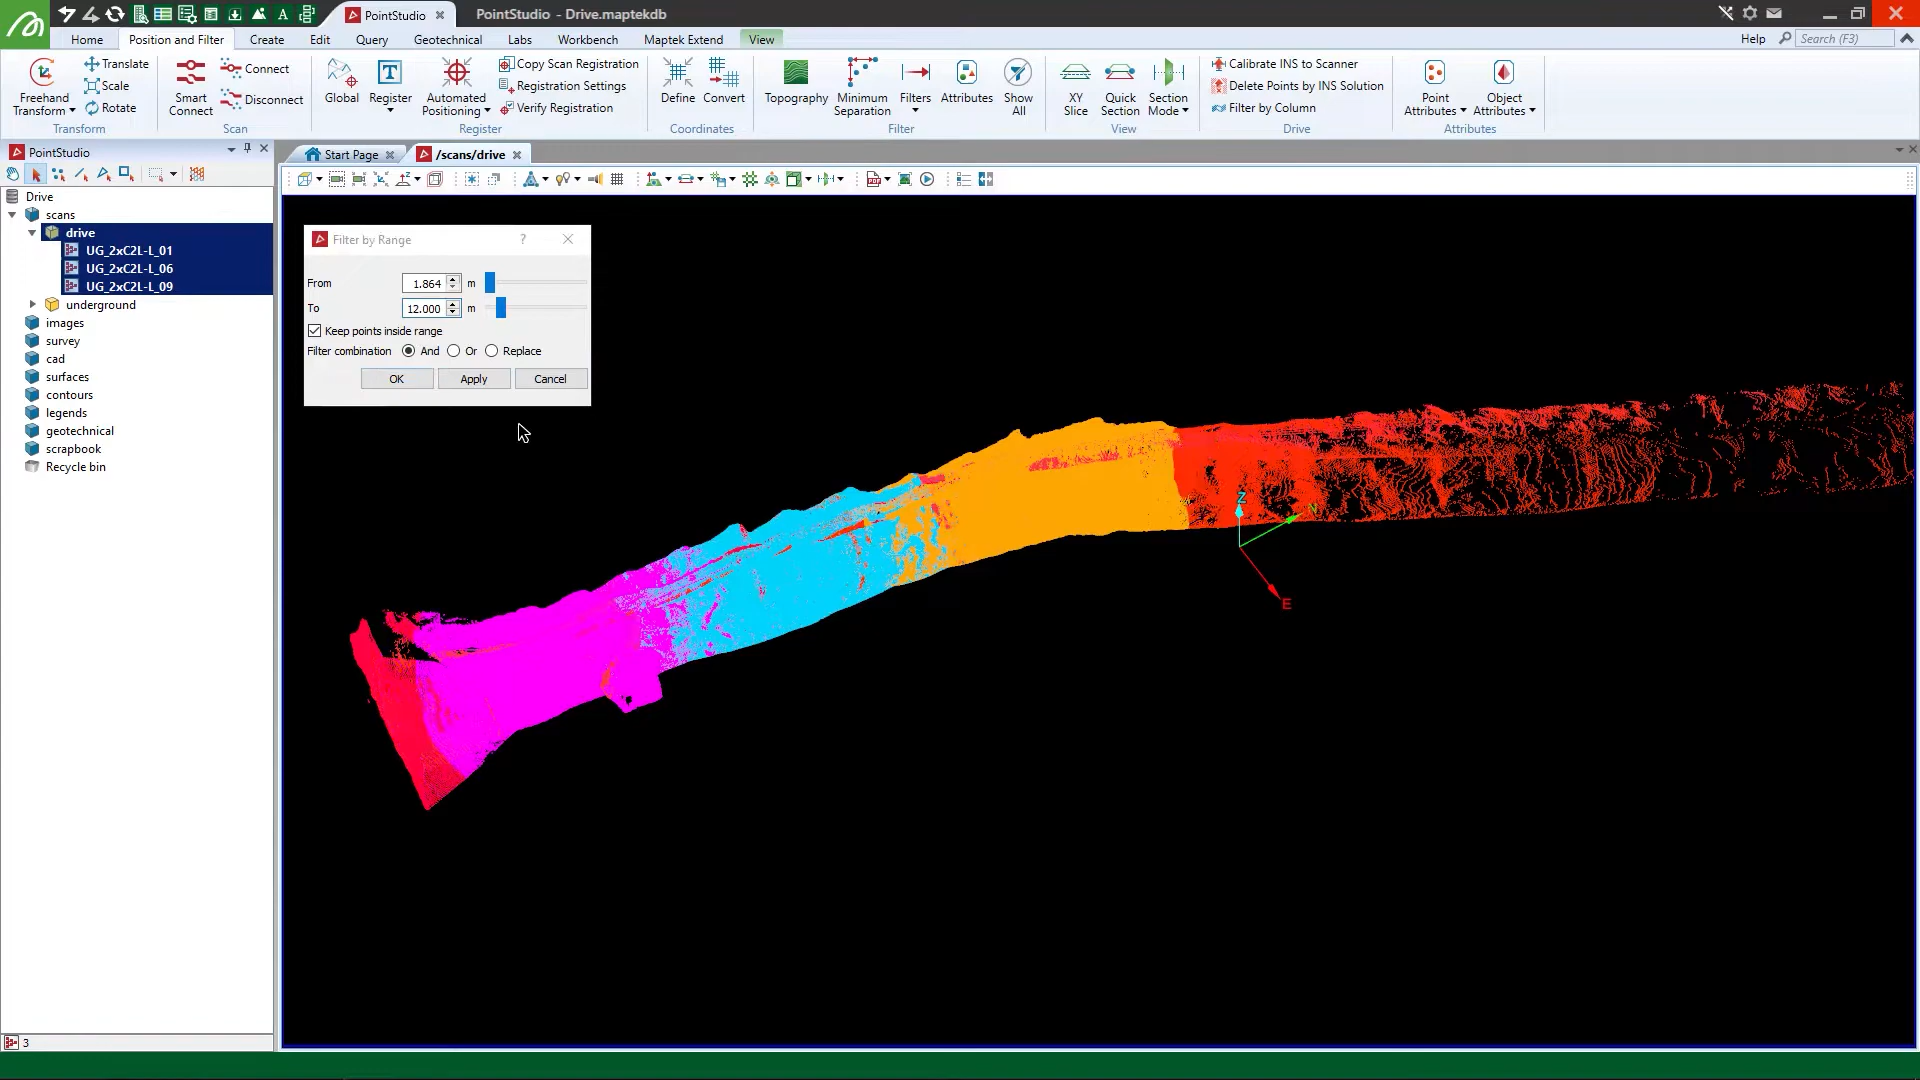 PointStudio
PointStudio - Drive.maptekdb
Home
Position and Filter
Create
Edit
Query
Geotechnical
Labs
Workbench
Maptek Extend
View
Help
Search (F3)
Freehand
Transform
Translate
Scale
Rotate
Transform
Smart
Connect
Connect
Disconnect
Scan
Global
Register
Automated
Positioning
Copy Scan Registration
Registration Settings
Verify Registration
Register
Define
Convert
Coordinates
Topography
Minimum
Separation
Filters
Attributes
Show
All
Filter
XY
Slice
Quick
Section
Section
Mode
View
Calibrate INS to Scanner
Delete Points by INS Solution
Filter by Column
Drive
Point
Attributes
Object
Attributes
Attributes
PointStudio
Start Page
/scans/drive
Drive
scans
drive
UG_2xC2L-L_01
UG_2xC2L-L_06
UG_2xC2L-L_09
underground
images
survey
cad
surfaces
contours
legends
geotechnical
scrapbook
Recycle bin
3
Filter by Range
?
From 1.864 m
To 12.000 m
Keep points inside range
Filter combination And Or Replace
OK Apply Cancel
Z
N
E